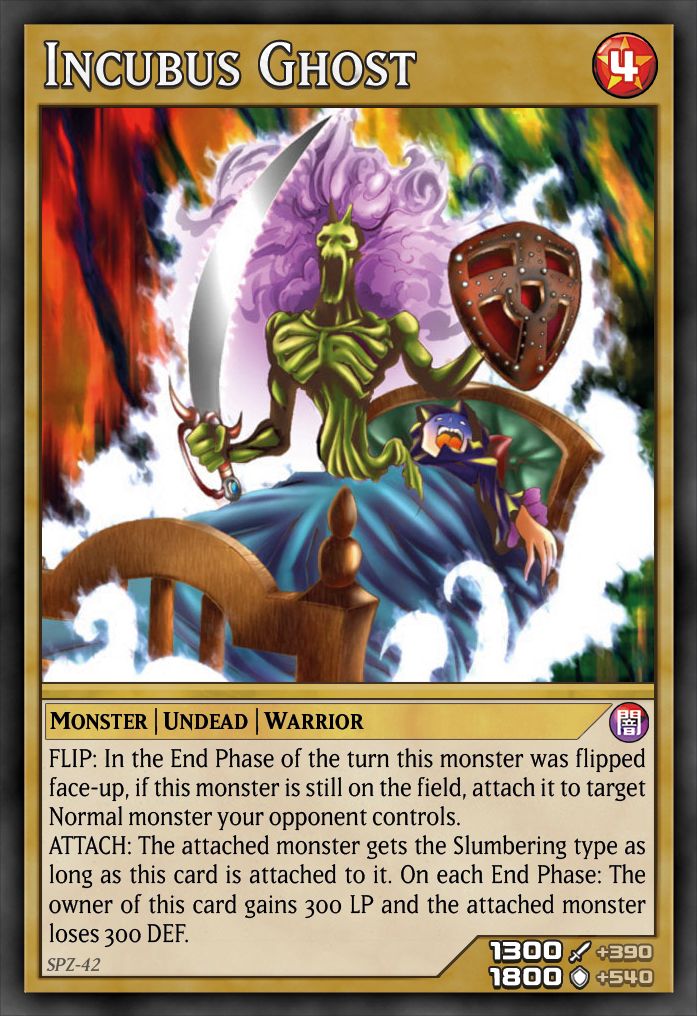 INCUBUS GHOST
4
MONSTER | UNDEAD | WARRIOR
闇
FLIP: In the End Phase of the turn this monster was flipped
face-up, if this monster is still on the field, attach it to target
Normal monster your opponent controls.
ATTACH: The attached monster gets the Slumbering type as
long as this card is attached to it. On each End Phase: The
owner of this card gains 300 LP and the attached monster
loses 300 DEF.
1300 +390
SPZ-42
1800 +540